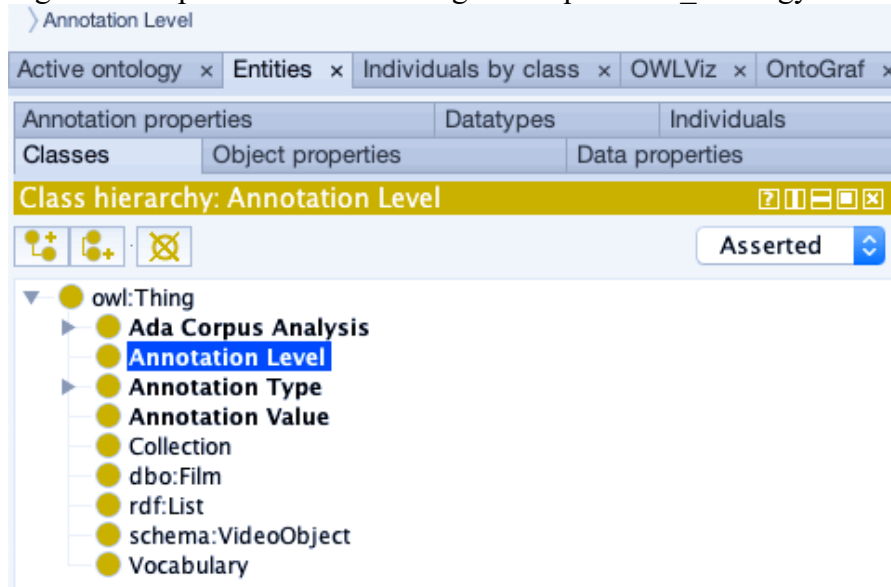 Annotation Level
Active ontology × Entities × Individuals by class × OWLViz × OntoGraf ×
Annotation properties Datatypes Individuals
Classes Object properties Data properties
Class hierarchy: Annotation Level
Asserted
owl:Thing
Ada Corpus Analysis
Annotation Level
Annotation Type
Annotation Value
Collection
dbo:Film
rdf:List
schema:VideoObject
Vocabulary